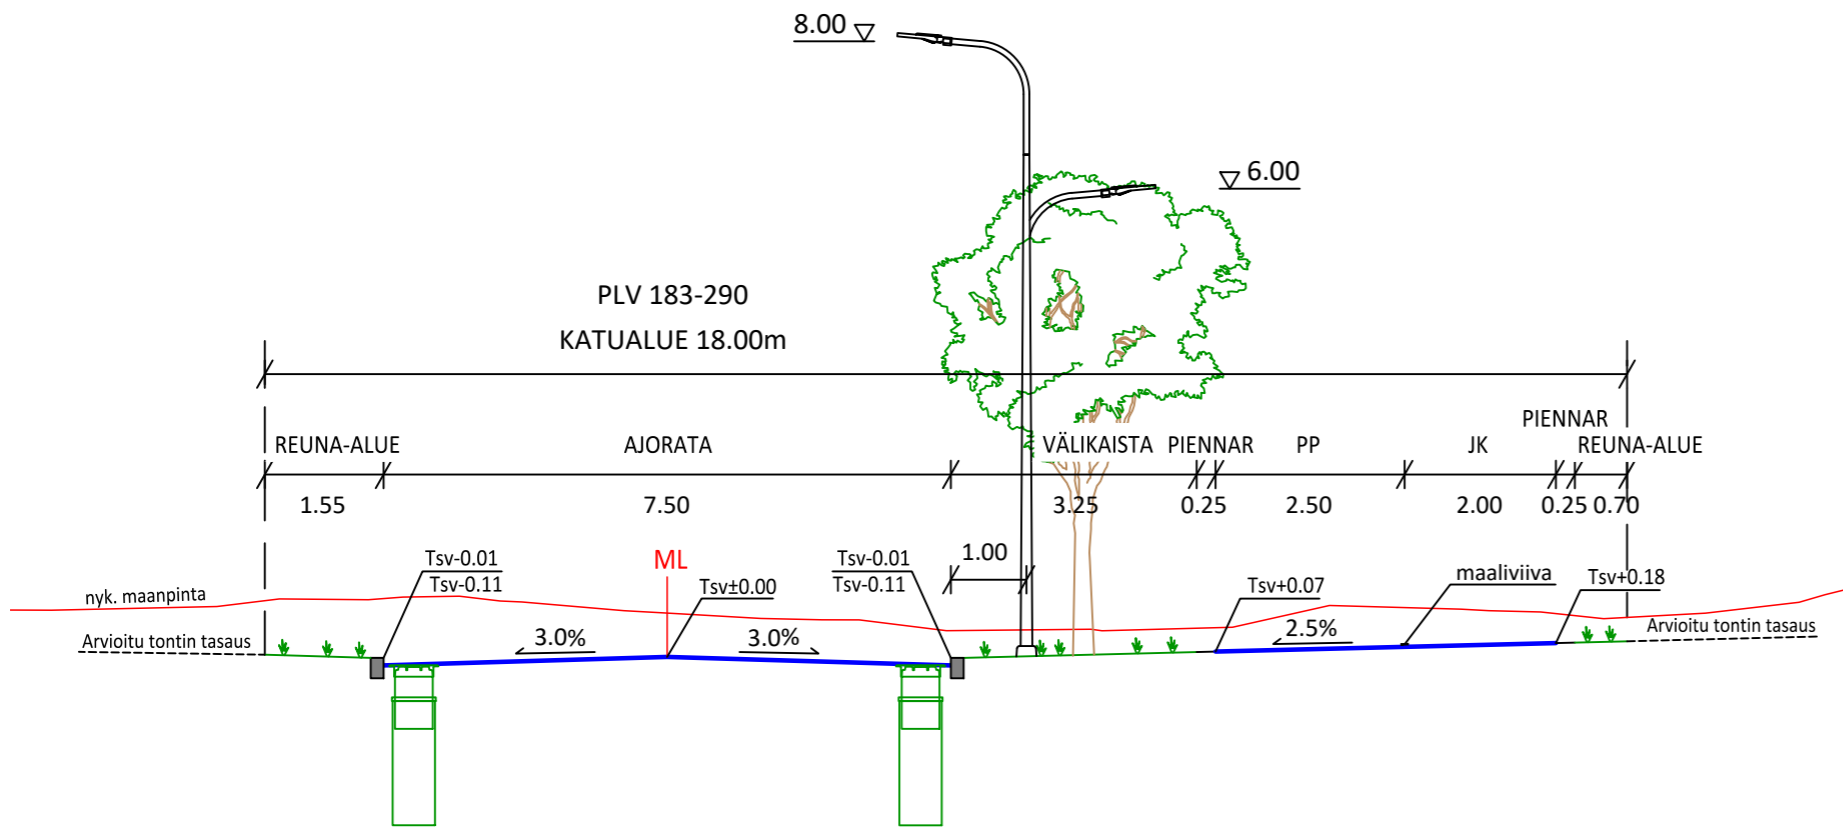 8.00
6.00
PLV 183-290
KATUALUE 18.00m
PIENNAR
REUNA-ALUE AJORATA VÄLIKAISTA PIENNAR PP JK REUNA-ALUE
1.55 7.50 3.25 0.25 2.50 2.00 0.25 0.70
Tsv-0.01 ML Tsv-0.01 1.00
Tsv-0.11 Tsv±0.00 Tsv-0.11 Tsv+0.07 maaliviiva Tsv+0.18
nyk. maanpinta
Arvioitu tontin tasaus 3.0% 3.0% 2.5% Arvioitu tontin tasaus